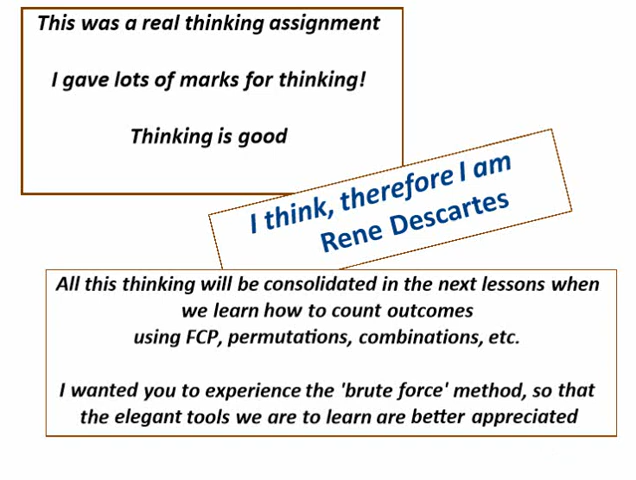 This was a real thinking assignment
I gave lots of marks for thinking!
Thinking is good
I think, therefore I am
Rene Descartes
All this thinking will be consolidated in the next lessons when
we learn how to count outcomes
using FCP, permutations, combinations, etc.
I wanted you to experience the 'brute force' method, so that
the elegant tools we are to learn are better appreciated